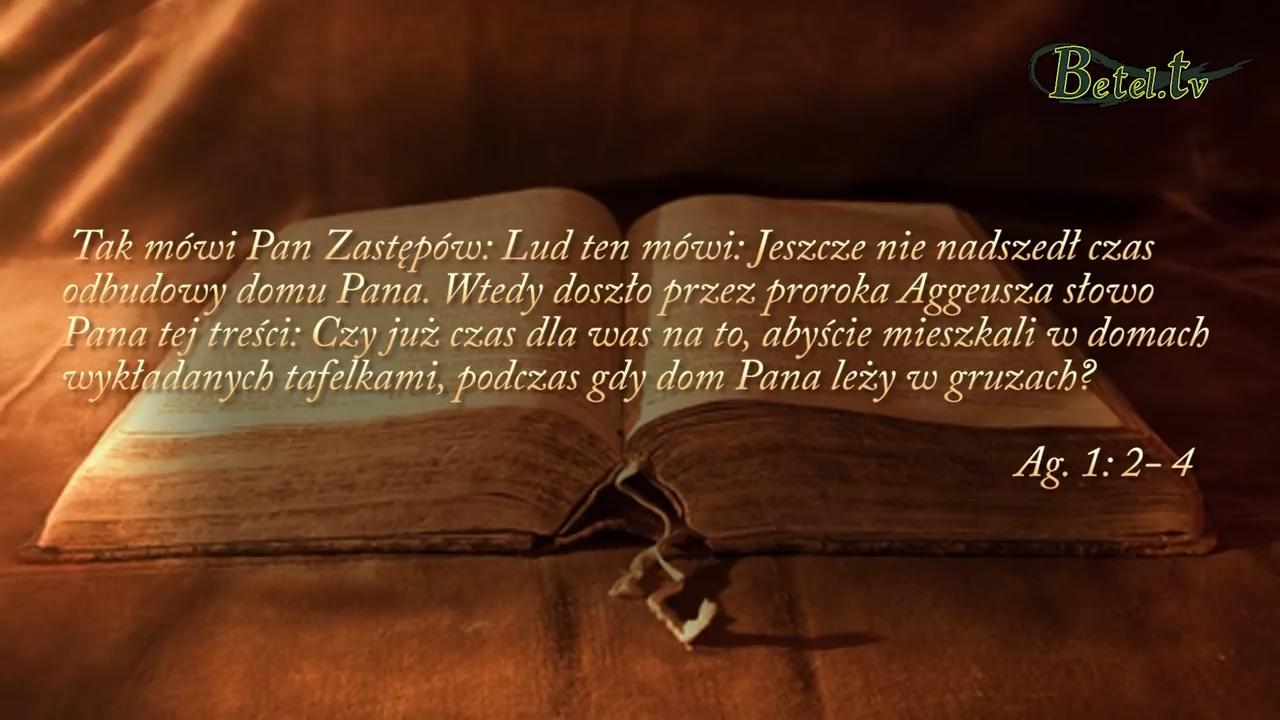 Betel.tv
Tak mówi Pan Zastępów: Lud ten mówi: Jeszcze nie nadszedł czas
odbudowy domu Pana. Wtedy doszło przez proroka Aggeusza słowo
Pana tej treści: Czy już czas dla was na to, abyście mieszkali w domach
wykładanych tafelkami, podczas gdy dom Pana leży w gruzach?
Ag. 1: 2- 4